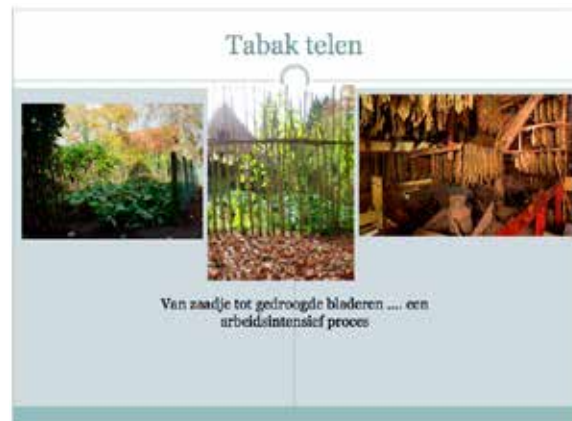 Tabak telen
Van zaadje tot gedroogde bladeren .... een
arbeidsintensief proces